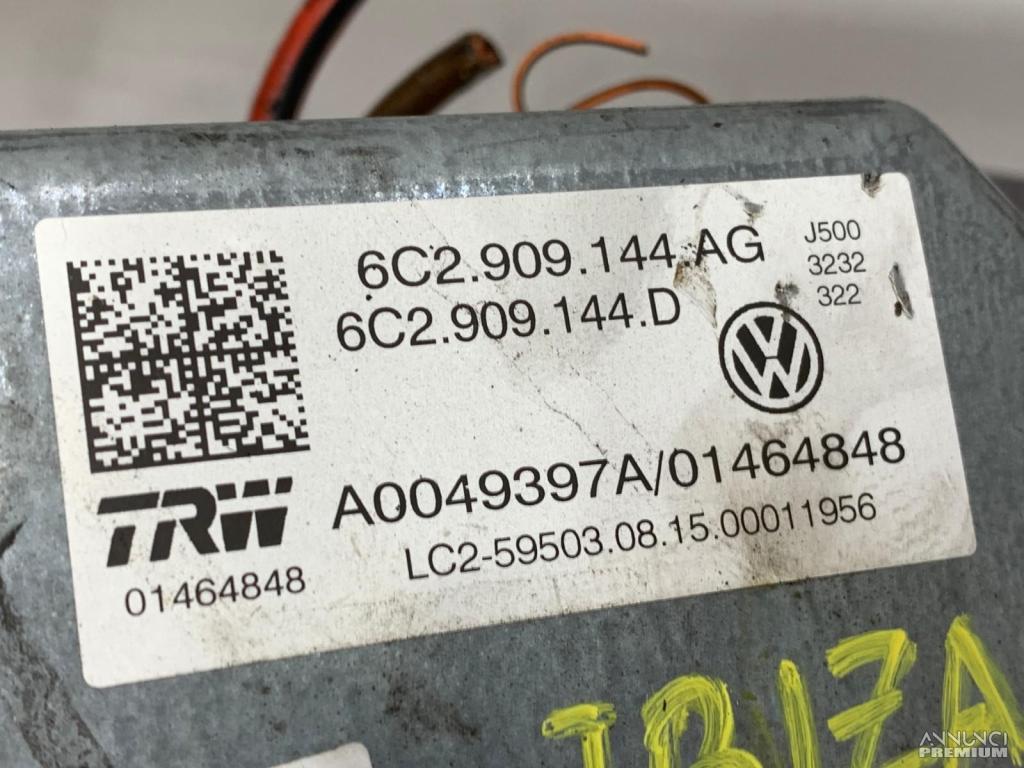 6C2.909.144.AG
6C2.909.144.D
J500
3232
322
TRW
01464848
A0049397A/01464848
LC2-59503.08.15.00011956
IBIZA
ANNUNCI
PREMIUM